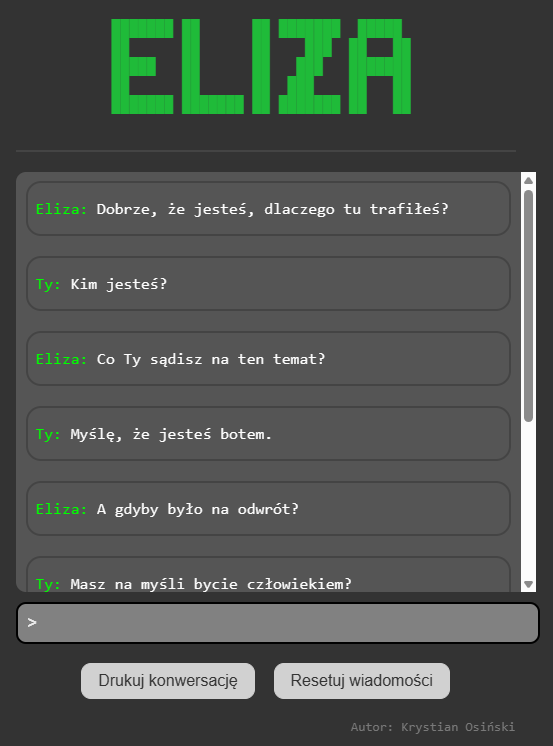 ELIZA
Eliza: Dobrze, że jesteś, dlaczego tu trafiłeś?
Ty: Kim jesteś?
Eliza: Co Ty sądisz na ten temat?
Ty: Myślę, że jesteś botem.
Eliza: A gdyby było na odwrót?
Ty: Masz na myśli bycie człowiekiem?
>
Drukuj konwersację Resetuj wiadomości
Autor: Krystian Osiński